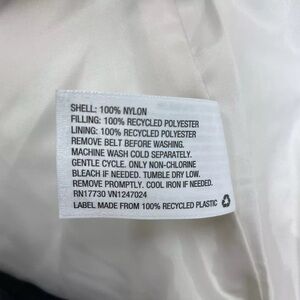 SHELL: 100% NYLON
FILLING: 100% RECYCLED POLYESTER
LINING: 100% RECYCLED POLYESTER
REMOVE BELT BEFORE WASHING.
MACHINE WASH COLD SEPARATELY.
GENTLE CYCLE. ONLY NON-CHLORINE
BLEACH IF NEEDED. TUMBLE DRY LOW.
REMOVE PROMPTLY. COOL IRON IF NEEDED.
RN17730 VN1247024
LABEL MADE FROM 100% RECYCLED PLASTIC